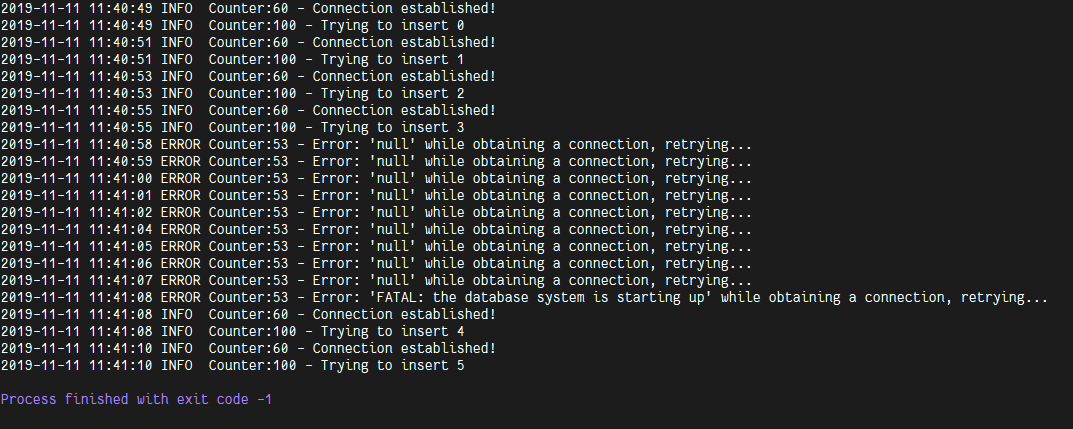 2019-11-11 11:40:49 INFO  Counter:60 - Connection established!
2019-11-11 11:40:49 INFO  Counter:100 - Trying to insert 0
2019-11-11 11:40:51 INFO  Counter:60 - Connection established!
2019-11-11 11:40:51 INFO  Counter:100 - Trying to insert 1
2019-11-11 11:40:53 INFO  Counter:60 - Connection established!
2019-11-11 11:40:53 INFO  Counter:100 - Trying to insert 2
2019-11-11 11:40:55 INFO  Counter:60 - Connection established!
2019-11-11 11:40:55 INFO  Counter:100 - Trying to insert 3
2019-11-11 11:40:58 ERROR Counter:53 - Error: 'null' while obtaining a connection, retrying...
2019-11-11 11:40:59 ERROR Counter:53 - Error: 'null' while obtaining a connection, retrying...
2019-11-11 11:41:00 ERROR Counter:53 - Error: 'null' while obtaining a connection, retrying...
2019-11-11 11:41:01 ERROR Counter:53 - Error: 'null' while obtaining a connection, retrying...
2019-11-11 11:41:02 ERROR Counter:53 - Error: 'null' while obtaining a connection, retrying...
2019-11-11 11:41:04 ERROR Counter:53 - Error: 'null' while obtaining a connection, retrying...
2019-11-11 11:41:05 ERROR Counter:53 - Error: 'null' while obtaining a connection, retrying...
2019-11-11 11:41:06 ERROR Counter:53 - Error: 'null' while obtaining a connection, retrying...
2019-11-11 11:41:07 ERROR Counter:53 - Error: 'null' while obtaining a connection, retrying...
2019-11-11 11:41:08 ERROR Counter:53 - Error: 'FATAL: the database system is starting up' while obtaining a connection, retrying...
2019-11-11 11:41:08 INFO  Counter:60 - Connection established!
2019-11-11 11:41:08 INFO  Counter:100 - Trying to insert 4
2019-11-11 11:41:10 INFO  Counter:60 - Connection established!
2019-11-11 11:41:10 INFO  Counter:100 - Trying to insert 5
Process finished with exit code -1